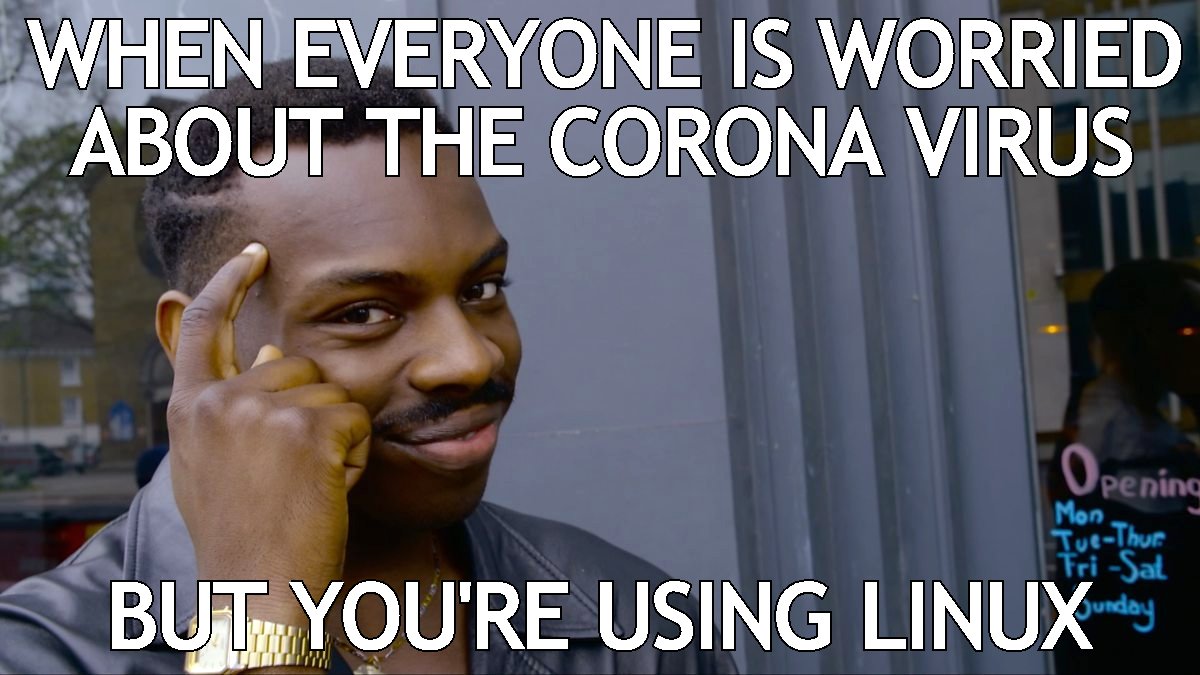 WHEN EVERYONE IS WORRIED
ABOUT THE CORONA VIRUS
Opening
Mon
Tue-Thur
Fri-Sat
Sunday
BUT YOU'RE USING LINUX